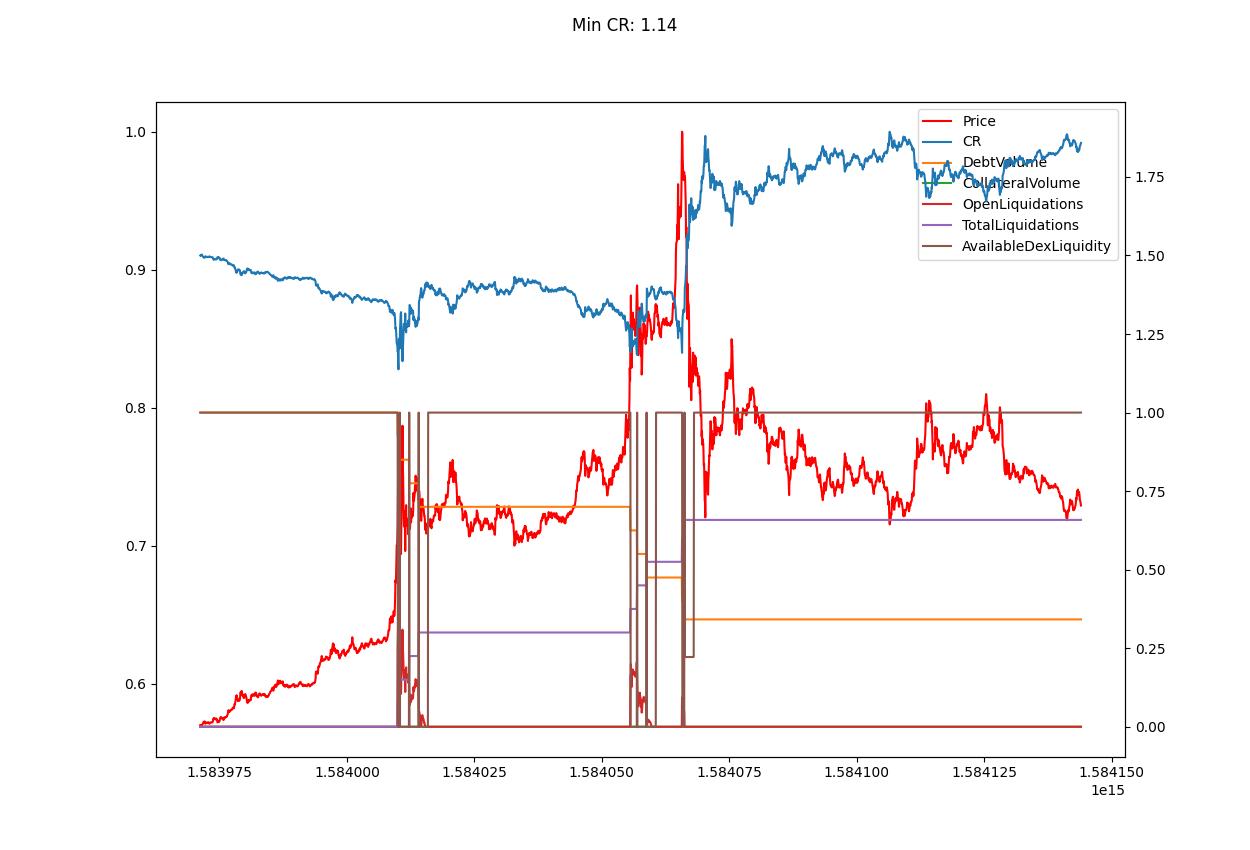 Min CR: 1.14
1.0
0.9
0.8
0.7
0.6
Price
CR
DebtVolume
CollateralVolume
OpenLiquidations
TotalLiquidations
AvailableDexLiquidity
1.75
1.50
1.25
1.00
0.75
0.50
0.25
0.00
1.583975 1.584000 1.584025 1.584050 1.584075 1.584100 1.584125 1.584150
1e15